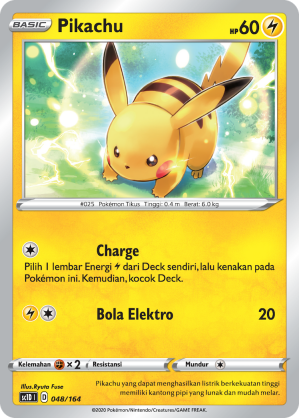 BASIC Pikachu HP60
#025 Pokémon Tikus Tinggi: 0.4 m Berat: 6.0 kg
Charge
Pilih 1 lembar Energi dari Deck sendiri, lalu kenakan pada
Pokémon ini. Kemudian, kocok Deck.
Bola Elektro 20
Kelemahan ×2 Resistansi Mundur
Illus. Ryuta Fuse
sc1D I D 048/164
Pikachu yang dapat menghasilkan listrik berkekuatan tinggi
memiliki kantong pipi yang lunak dan mudah melar.
©2020 Pokémon/Nintendo/Creatures/GAME FREAK.